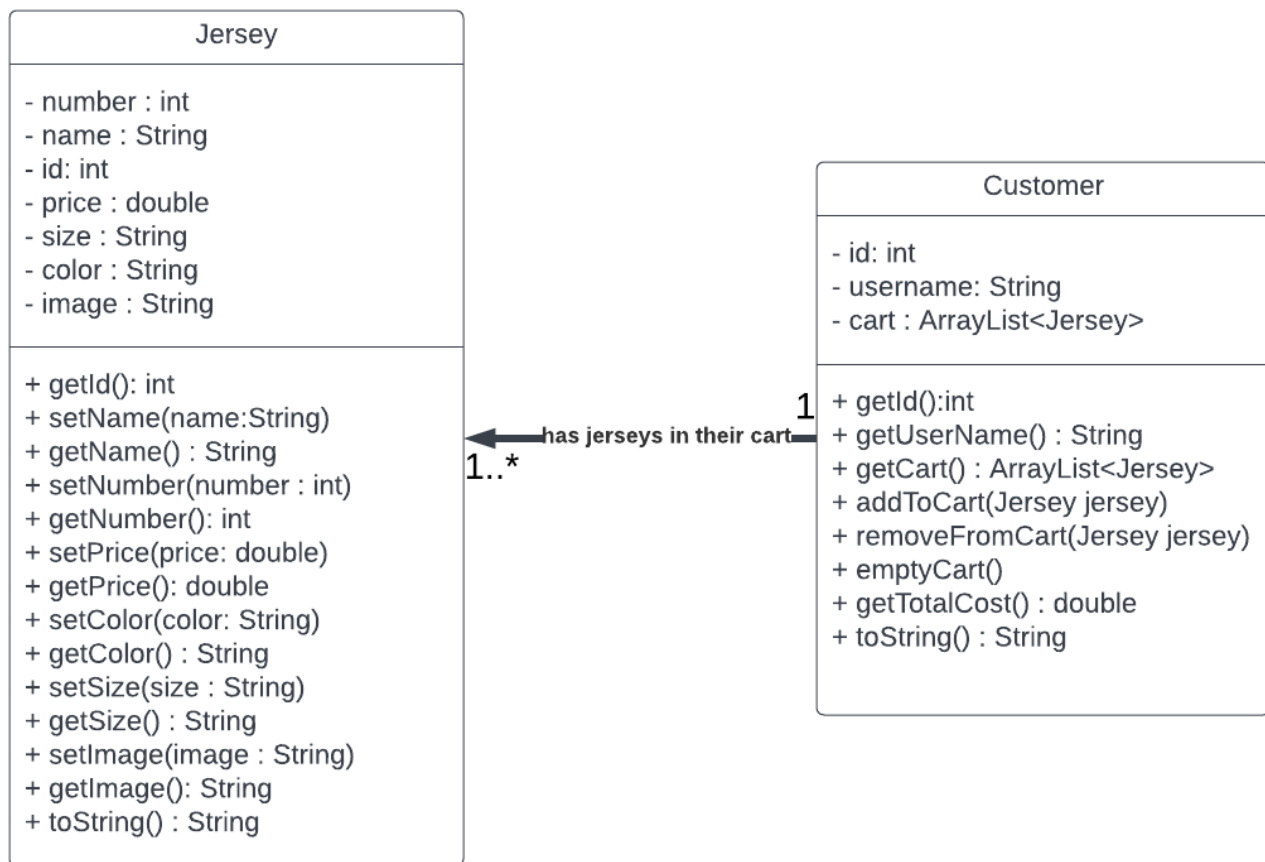 Jersey
- number : int
- name : String
- id: int
- price : double
- size : String
- color : String
- image : String
+ getId(): int
+ setName(name:String)
+ getName() : String
+ setNumber(number : int)
+ getNumber(): int
+ setPrice(price: double)
+ getPrice(): double
+ setColor(color: String)
+ getColor() : String
+ setSize(size : String)
+ getSize() : String
+ setImage(image : String)
+ getImage(): String
+ toString() : String
1..*
has jerseys in their cart
1
Customer
- id: int
- username: String
- cart : ArrayList<Jersey>
+ getId():int
+ getUserName() : String
+ getCart() : ArrayList<Jersey>
+ addToCart(Jersey jersey)
+ removeFromCart(Jersey jersey)
+ emptyCart()
+ getTotalCost() : double
+ toString() : String